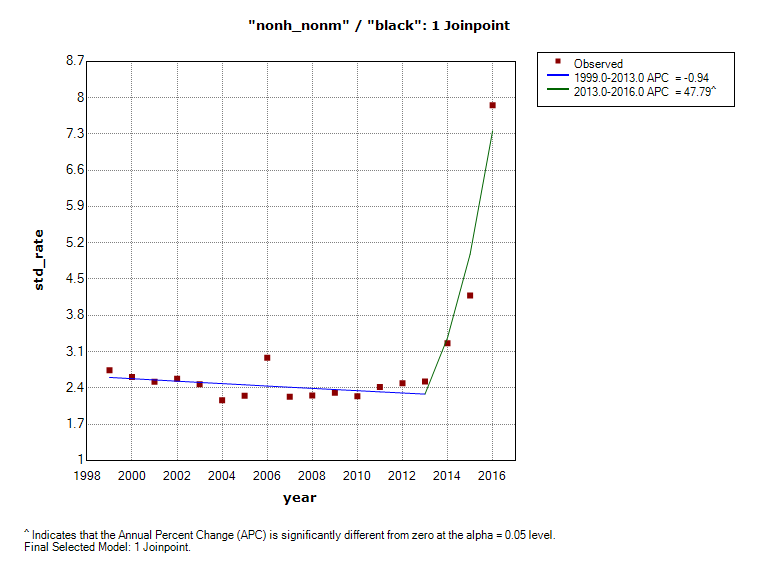 "nonh_nonm" / "black": 1 Joinpoint
8.7
8
7.3
6.6
5.9
5.2
4.5
3.8
3.1
2.4
1.7
1
std_rate
1998 2000 2002 2004 2006 2008 2010 2012 2014 2016
year
Observed
1999.0-2013.0 APC = -0.94
2013.0-2016.0 APC = 47.79^
^ Indicates that the Annual Percent Change (APC) is significantly different from zero at the alpha = 0.05 level.
Final Selected Model: 1 Joinpoint.